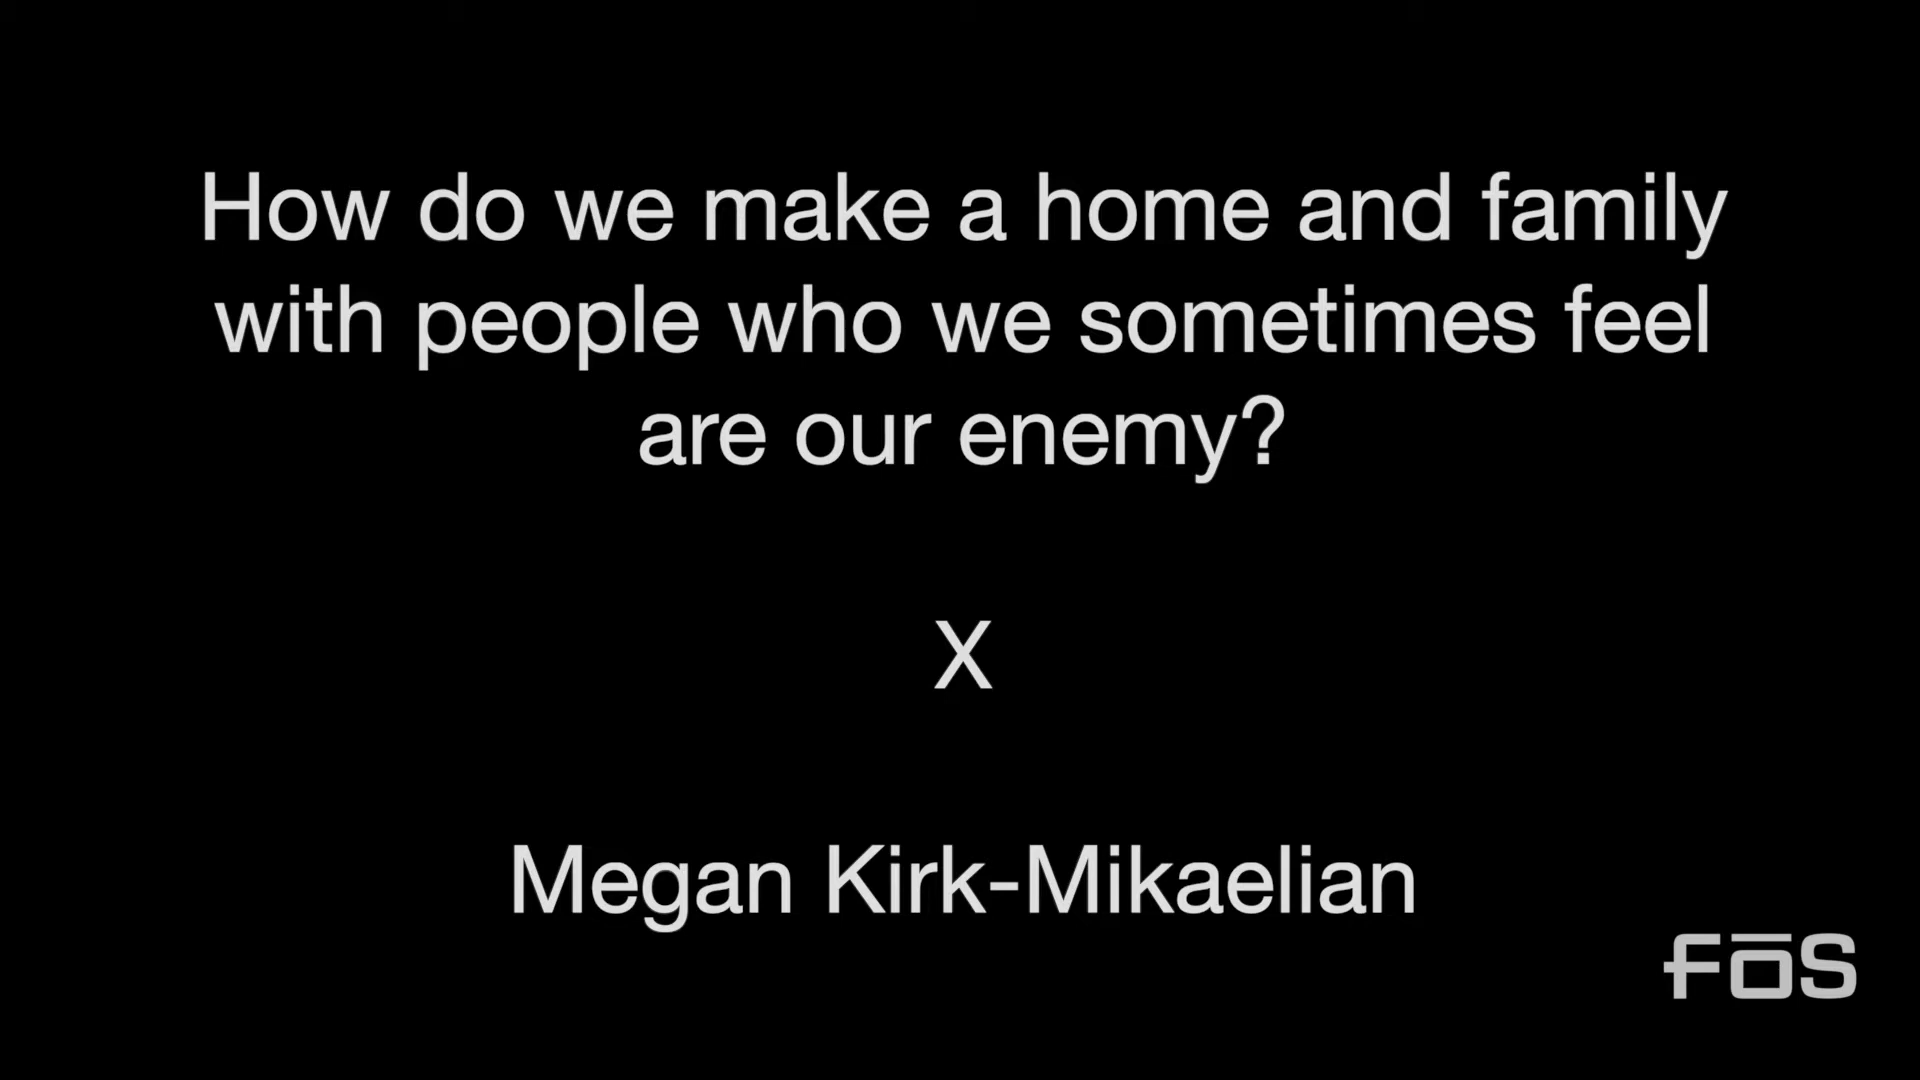 How do we make a home and family
with people who we sometimes feel
are our enemy?
X
Megan Kirk-Mikaelian
FōS